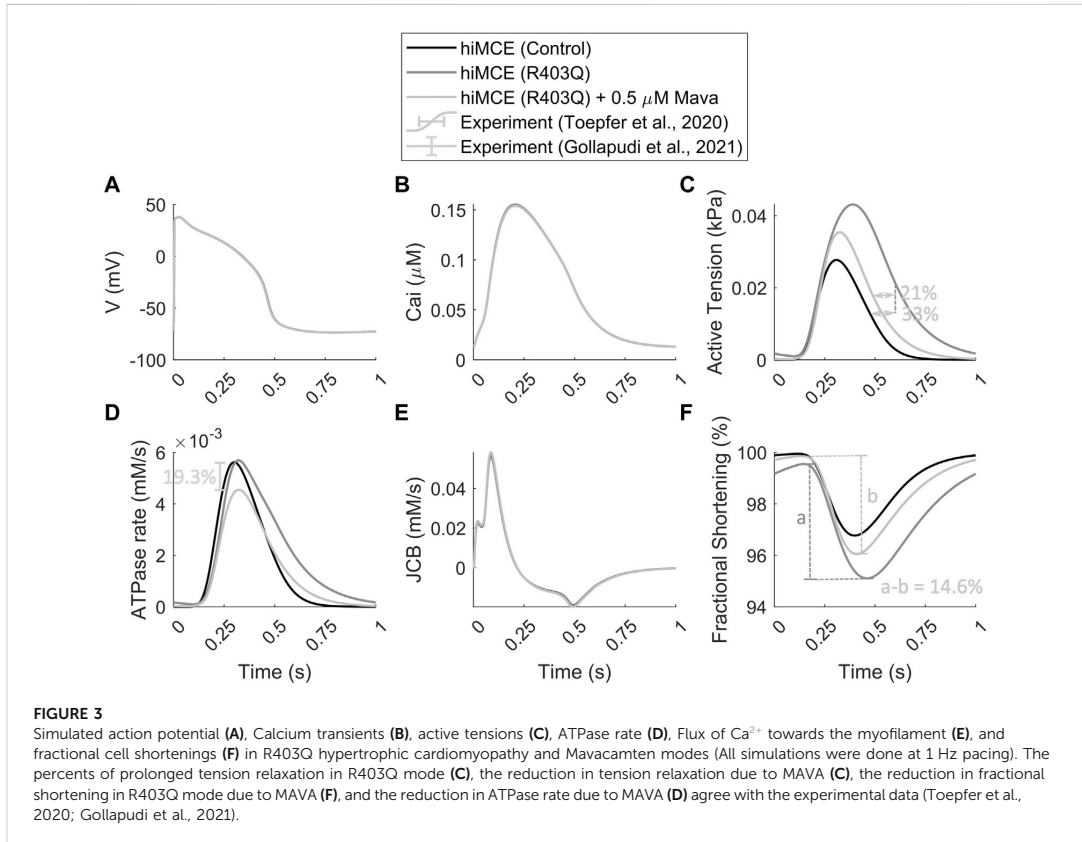 hiMCE (Control)
hiMCE (R403Q)
hiMCE (R403Q) + 0.5 μM Mava
Experiment (Toepfer et al., 2020)
Experiment (Gollapudi et al., 2021)
A
V (mV)
50
0
-50
-100
0
0.25
0.5
0.75
1
B
Cai (μM)
0.15
0.1
0.05
0
0
0.25
0.5
0.75
1
C
Active Tension (kPa)
0.04
0.02
0
21%
33%
0
0.25
0.5
0.75
1
D
ATPase rate (mM/s)
× 10⁻³
6
4
2
0
19.3%
0
0.25
0.5
0.75
1
Time (s)
E
JCB (mM/s)
0.04
0.02
0
0
0.25
0.5
0.75
1
Time (s)
F
Fractional Shortening (%)
100
98
96
94
a
b
a-b = 14.6%
0
0.25
0.5
0.75
1
Time (s)
FIGURE 3
Simulated action potential (A), Calcium transients (B), active tensions (C), ATPase rate (D), Flux of Ca²⁺ towards the myofilament (E), and
fractional cell shortenings (F) in R403Q hypertrophic cardiomyopathy and Mavacamten modes (All simulations were done at 1 Hz pacing). The
percents of prolonged tension relaxation in R403Q mode (C), the reduction in tension relaxation due to MAVA (C), the reduction in fractional
shortening in R403Q mode due to MAVA (F), and the reduction in ATPase rate due to MAVA (D) agree with the experimental data (Toepfer et al.,
2020; Gollapudi et al., 2021).